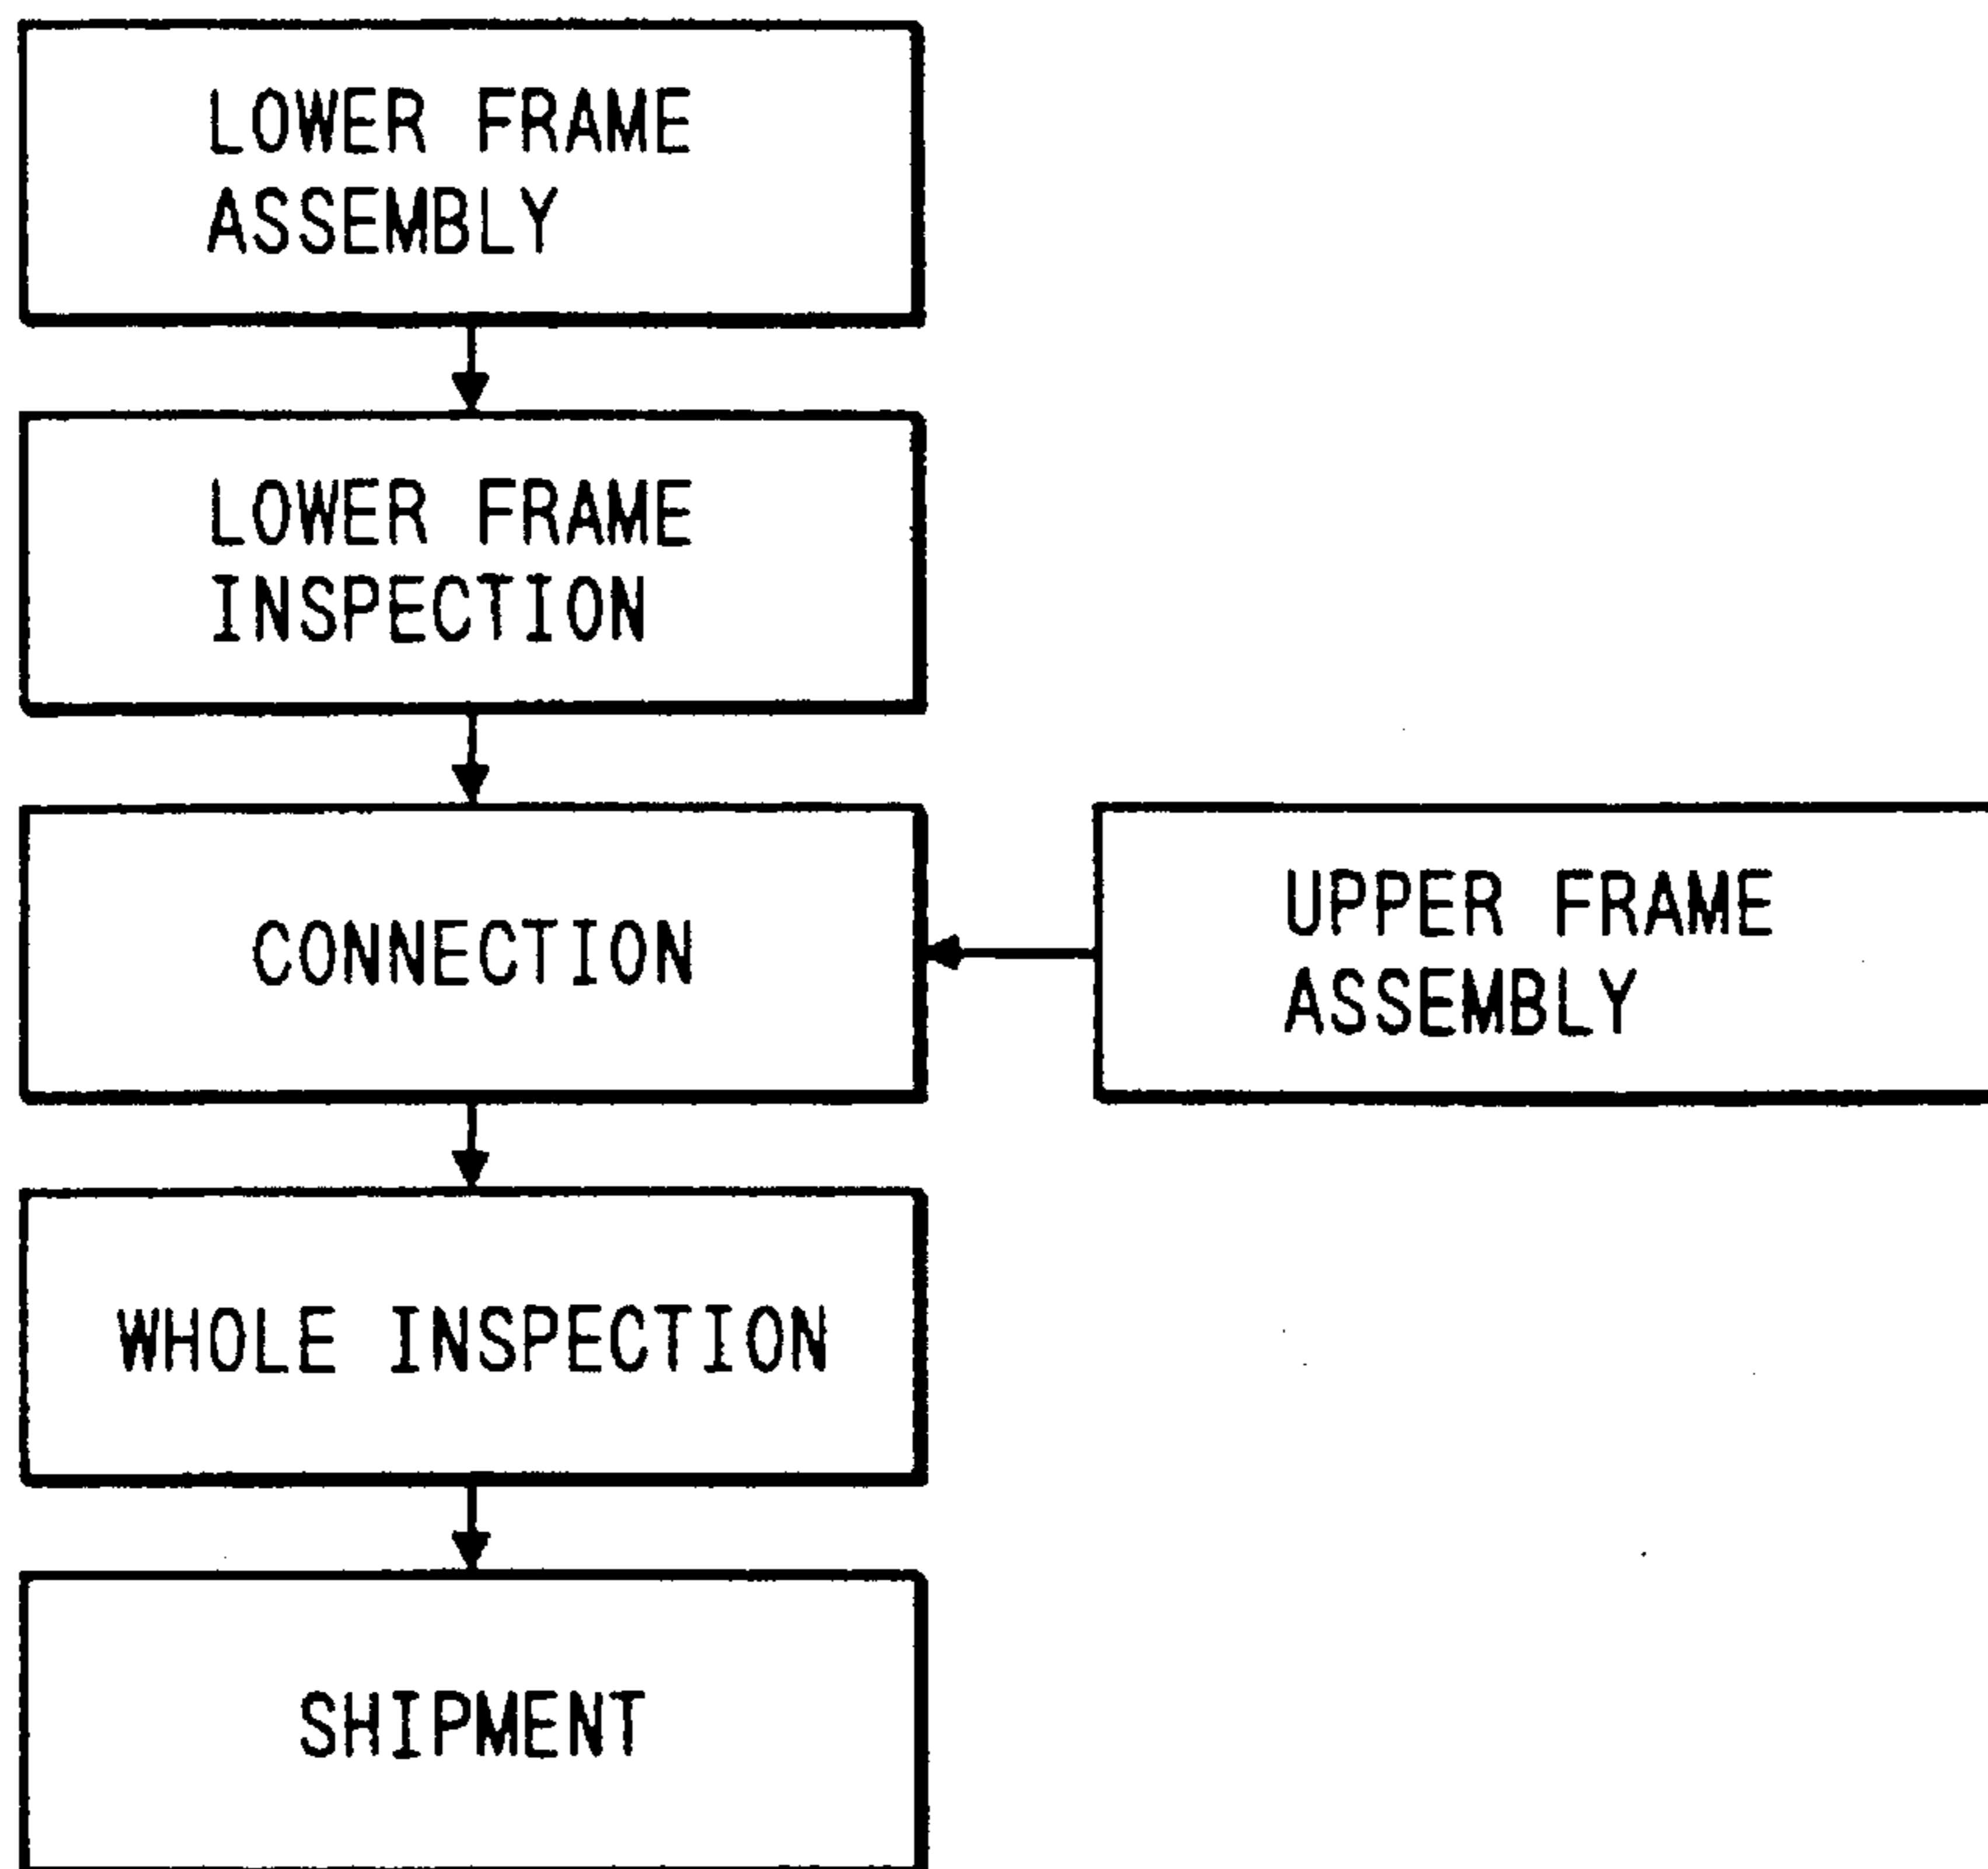 LOWER FRAME
ASSEMBLY
LOWER FRAME
INSPECTION
CONNECTION
UPPER FRAME
ASSEMBLY
WHOLE INSPECTION
SHIPMENT